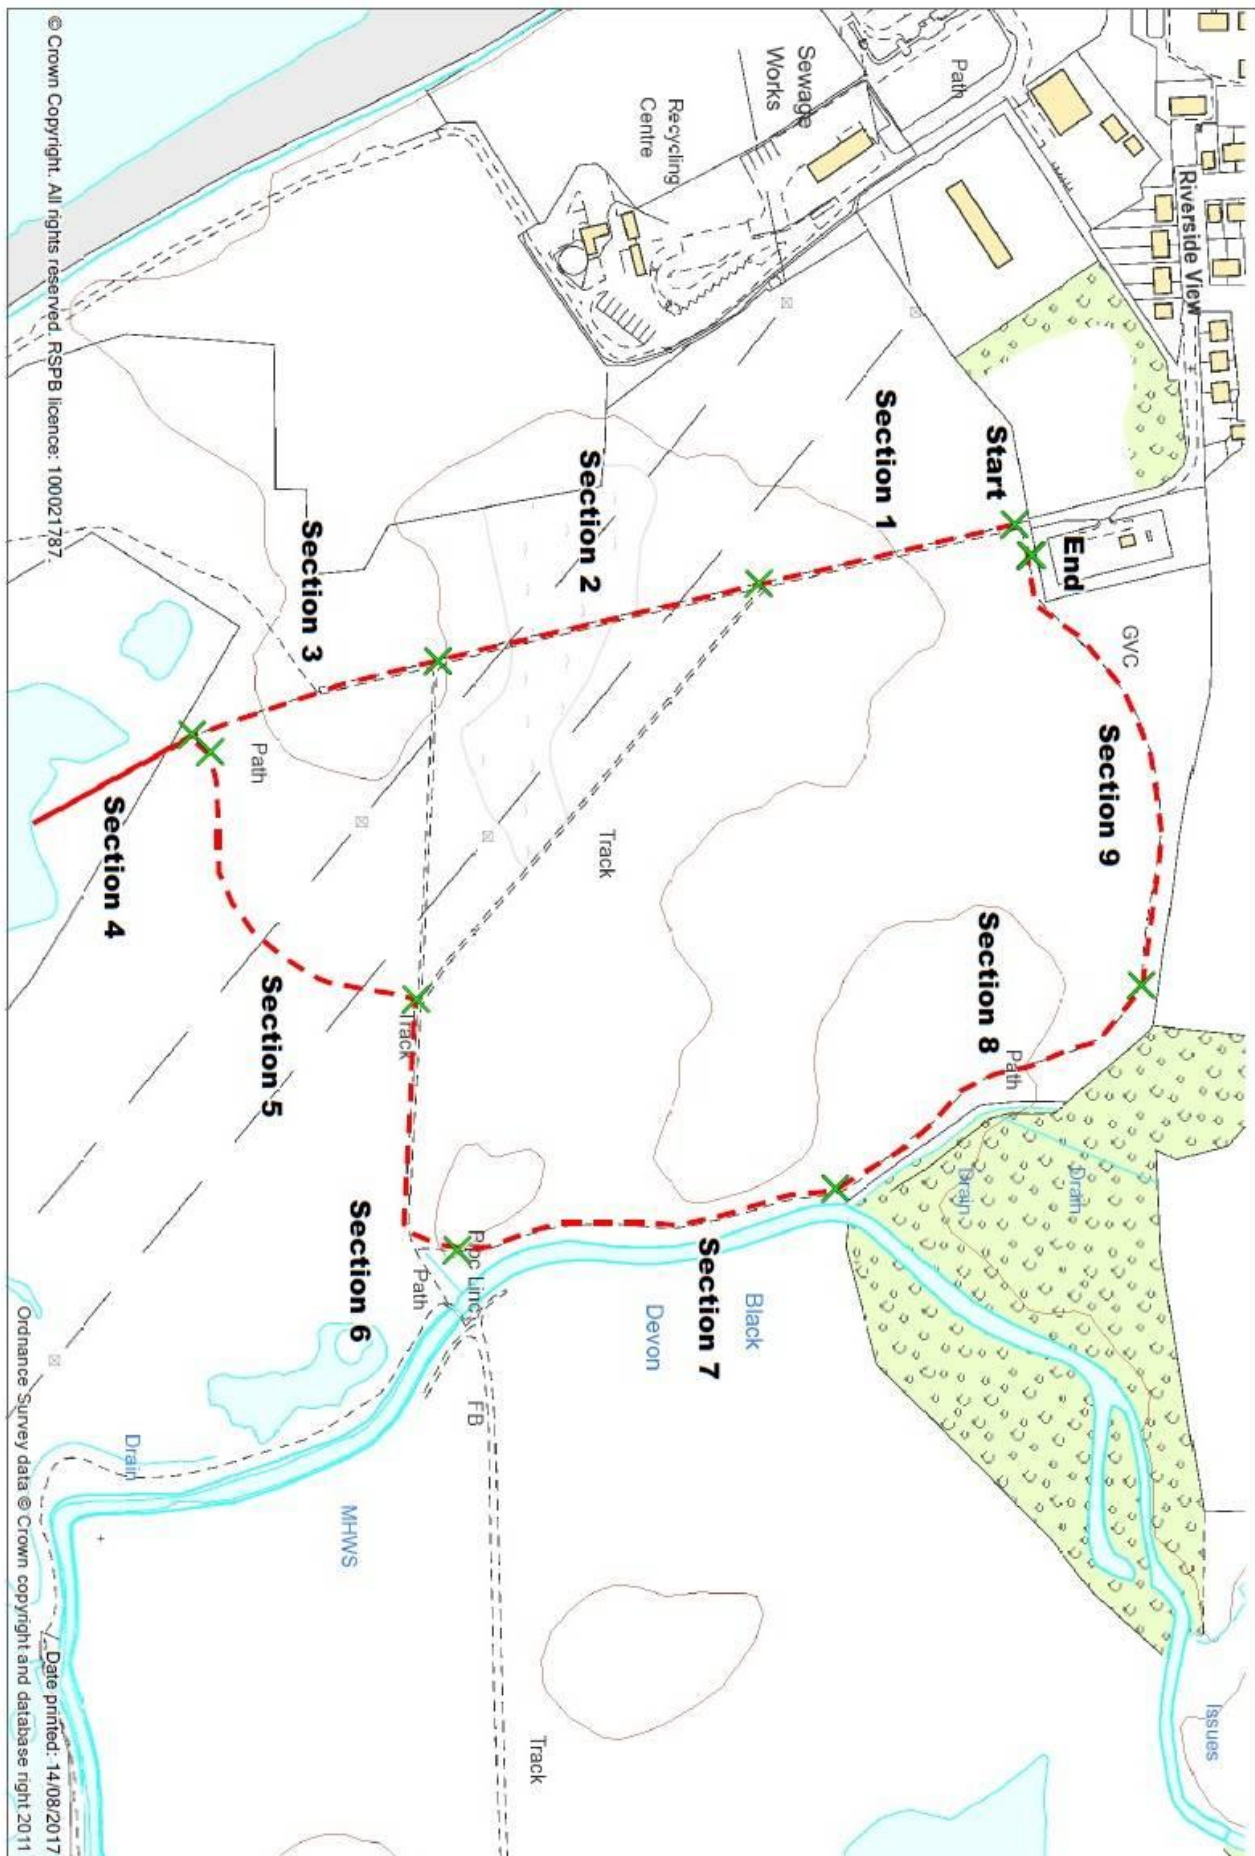 Riverside View
Issues
GVC
Section 9
Drain
End
Start
Section 8
Path
Drain
Path
Section 1
Sewage
Works
Black
Devon
Section 7
Recycling
Centre
Track
Section 2
Track
FB
Path
Track
Section 6
MHWS
Section 3
Path
Section 5
Section 4
Drain
© Crown Copyright. All rights reserved. RSPB licence: 100021787
Date printed: 14/08/2017
Ordnance Survey data © Crown copyright and database right 2011